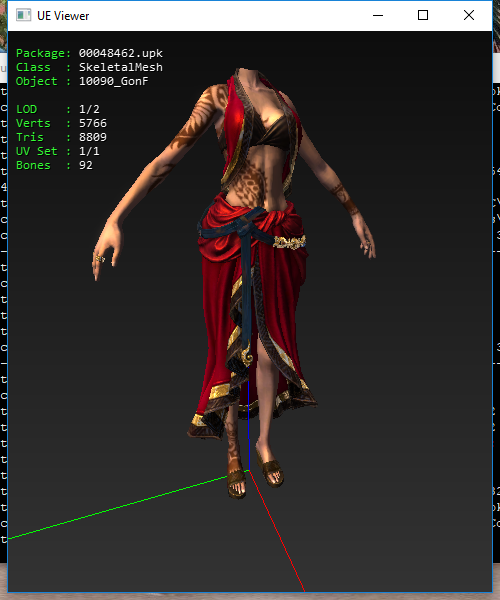 UE Viewer
Package: 00048462.upk
Class : SkeletalMesh
Object : 10090_GonF
LOD : 1/2
Verts : 5766
Tris : 8809
UV Set : 1/1
Bones : 92